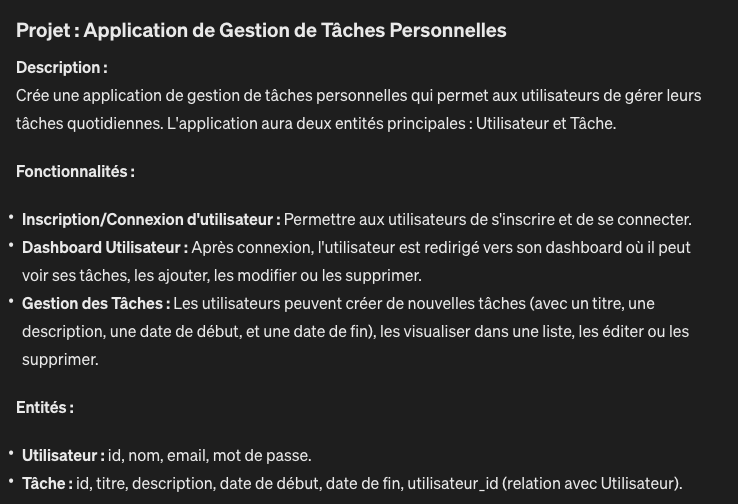 Projet : Application de Gestion de Tâches Personnelles
Description :
Crée une application de gestion de tâches personnelles qui permet aux utilisateurs de gérer leurs
tâches quotidiennes. L'application aura deux entités principales : Utilisateur et Tâche.
Fonctionnalités :
• Inscription/Connexion d'utilisateur : Permettre aux utilisateurs de s'inscrire et de se connecter.
• Dashboard Utilisateur : Après connexion, l'utilisateur est redirigé vers son dashboard où il peut
voir ses tâches, les ajouter, les modifier ou les supprimer.
• Gestion des Tâches : Les utilisateurs peuvent créer de nouvelles tâches (avec un titre, une
description, une date de début, et une date de fin), les visualiser dans une liste, les éditer ou les
supprimer.
Entités :
• Utilisateur : id, nom, email, mot de passe.
• Tâche : id, titre, description, date de début, date de fin, utilisateur_id (relation avec Utilisateur).